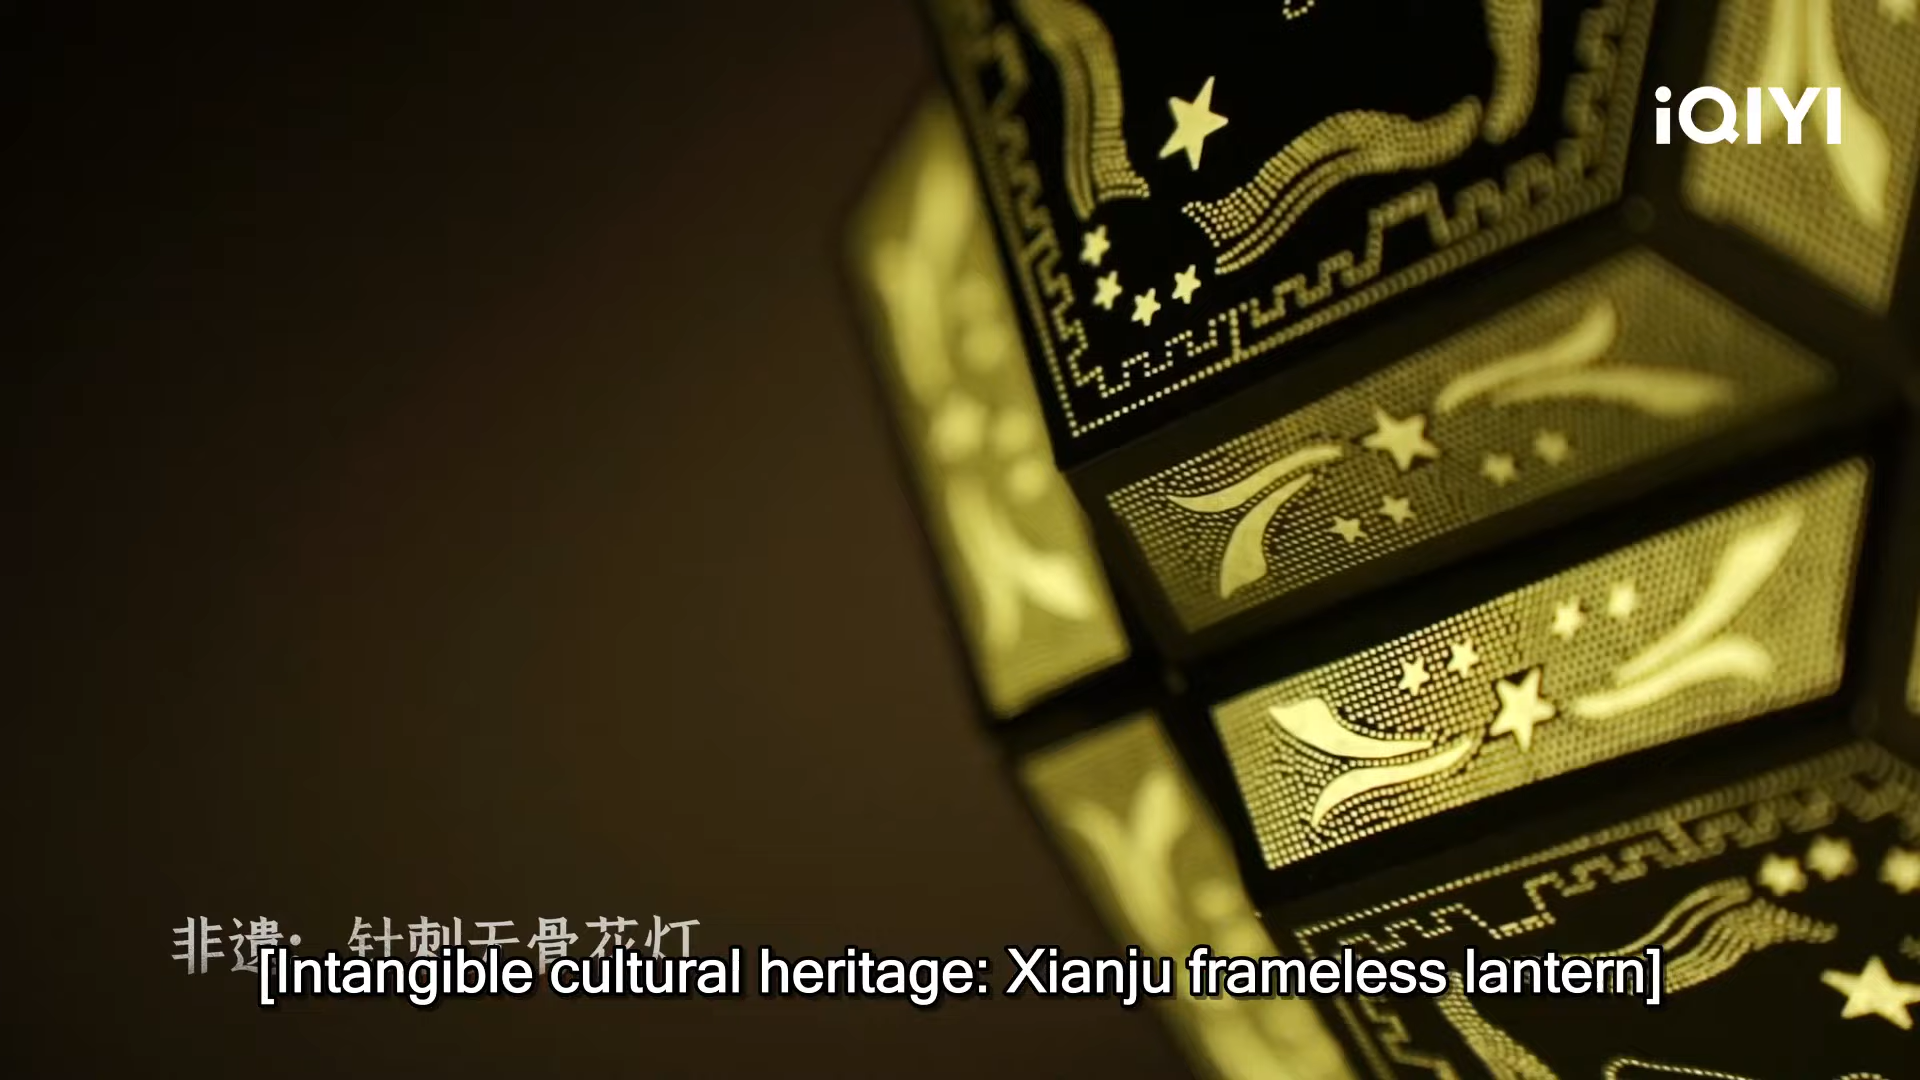 iQIYI
非遗：针刺无骨花灯
[Intangible cultural heritage: Xianju frameless lantern]